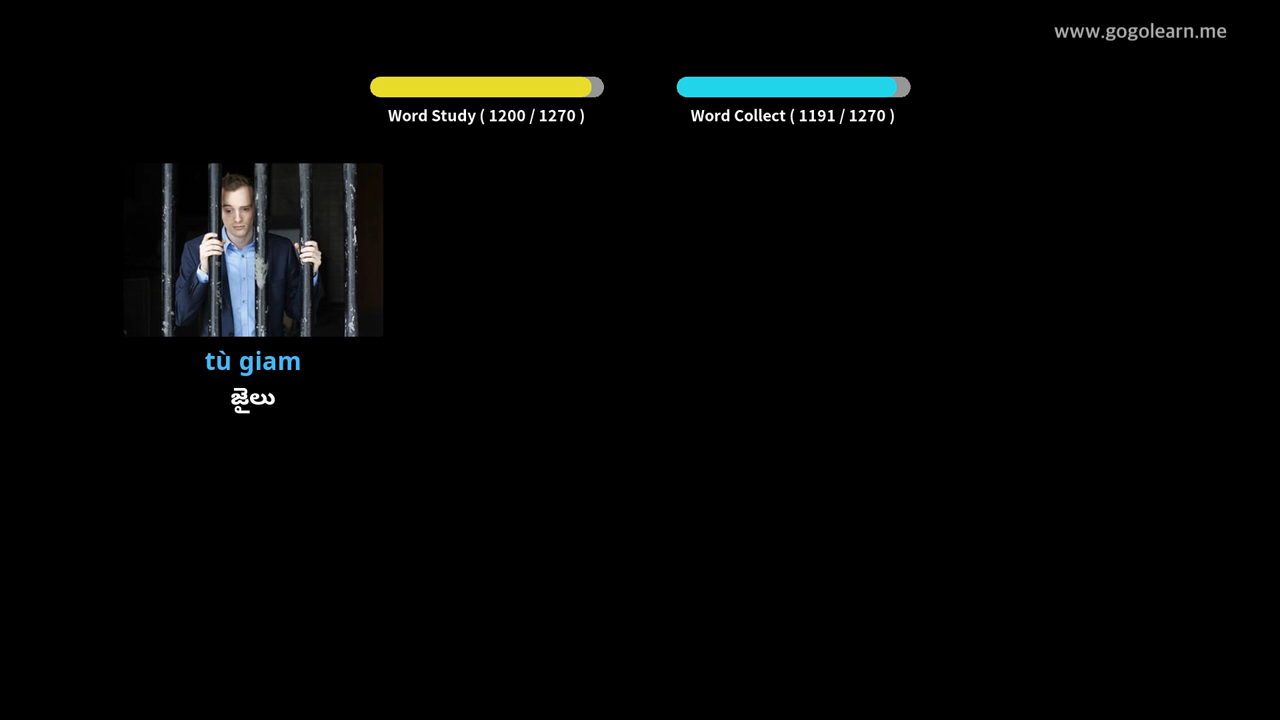 www.gogolearn.me
Word Study ( 1200 / 1270 )
Word Collect ( 1191 / 1270 )
tù giam
జైలు